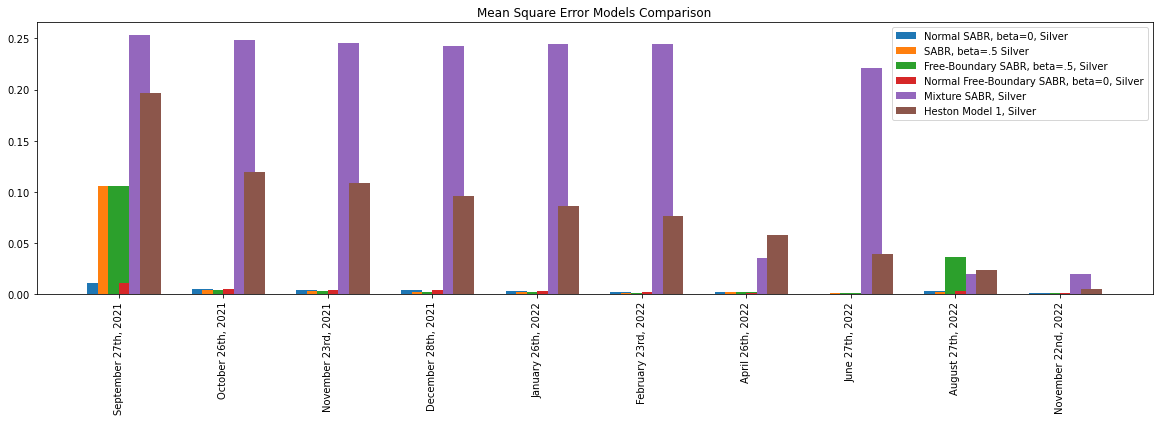 Mean Square Error Models Comparison
0.25
0.20
0.15
0.10
0.05
0.00
Normal SABR, beta=0, Silver
SABR, beta=.5 Silver
Free-Boundary SABR, beta=.5, Silver
Normal Free-Boundary SABR, beta=0, Silver
Mixture SABR, Silver
Heston Model 1, Silver
September 27th, 2021
October 26th, 2021
November 23rd, 2021
December 28th, 2021
January 26th, 2022
February 23rd, 2022
April 26th, 2022
June 27th, 2022
August 27th, 2022
November 22nd, 2022